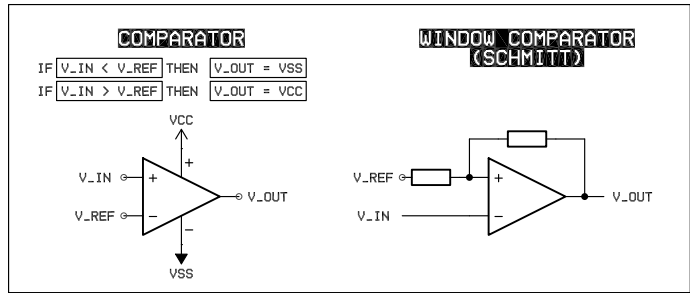 COMPARATOR
IF V_IN < V_REF THEN V_OUT = VSS
IF V_IN > V_REF THEN V_OUT = VCC
VCC
+
V_IN + V_OUT
V_REF −
−
VSS
WINDOW COMPARATOR
(SCHMITT)
V_REF +
V_OUT
V_IN −